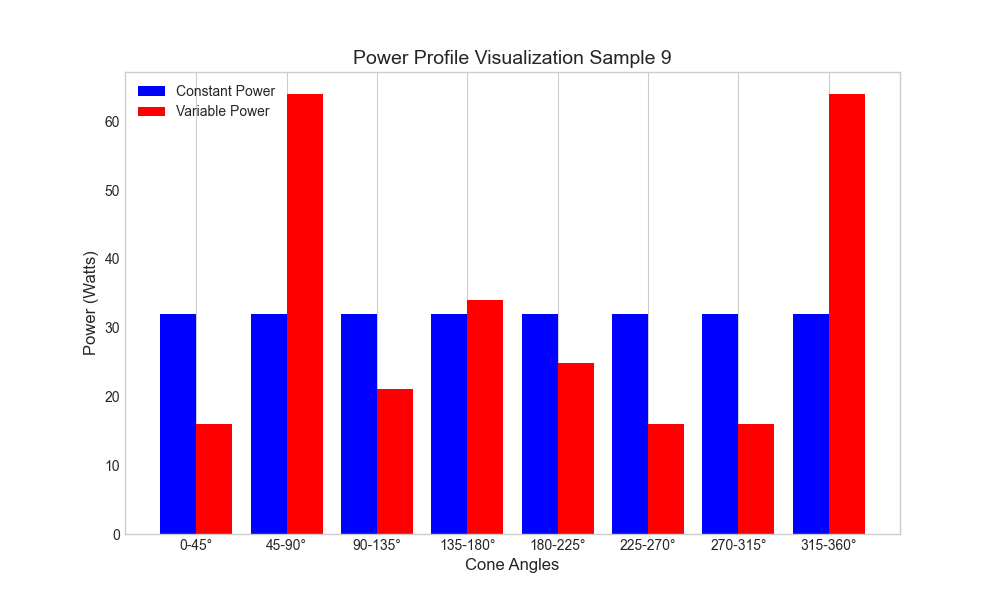 Power Profile Visualization Sample 9
Constant Power
Variable Power
Power (Watts)
60
50
40
30
20
10
0
0-45° 45-90° 90-135° 135-180° 180-225° 225-270° 270-315° 315-360°
Cone Angles